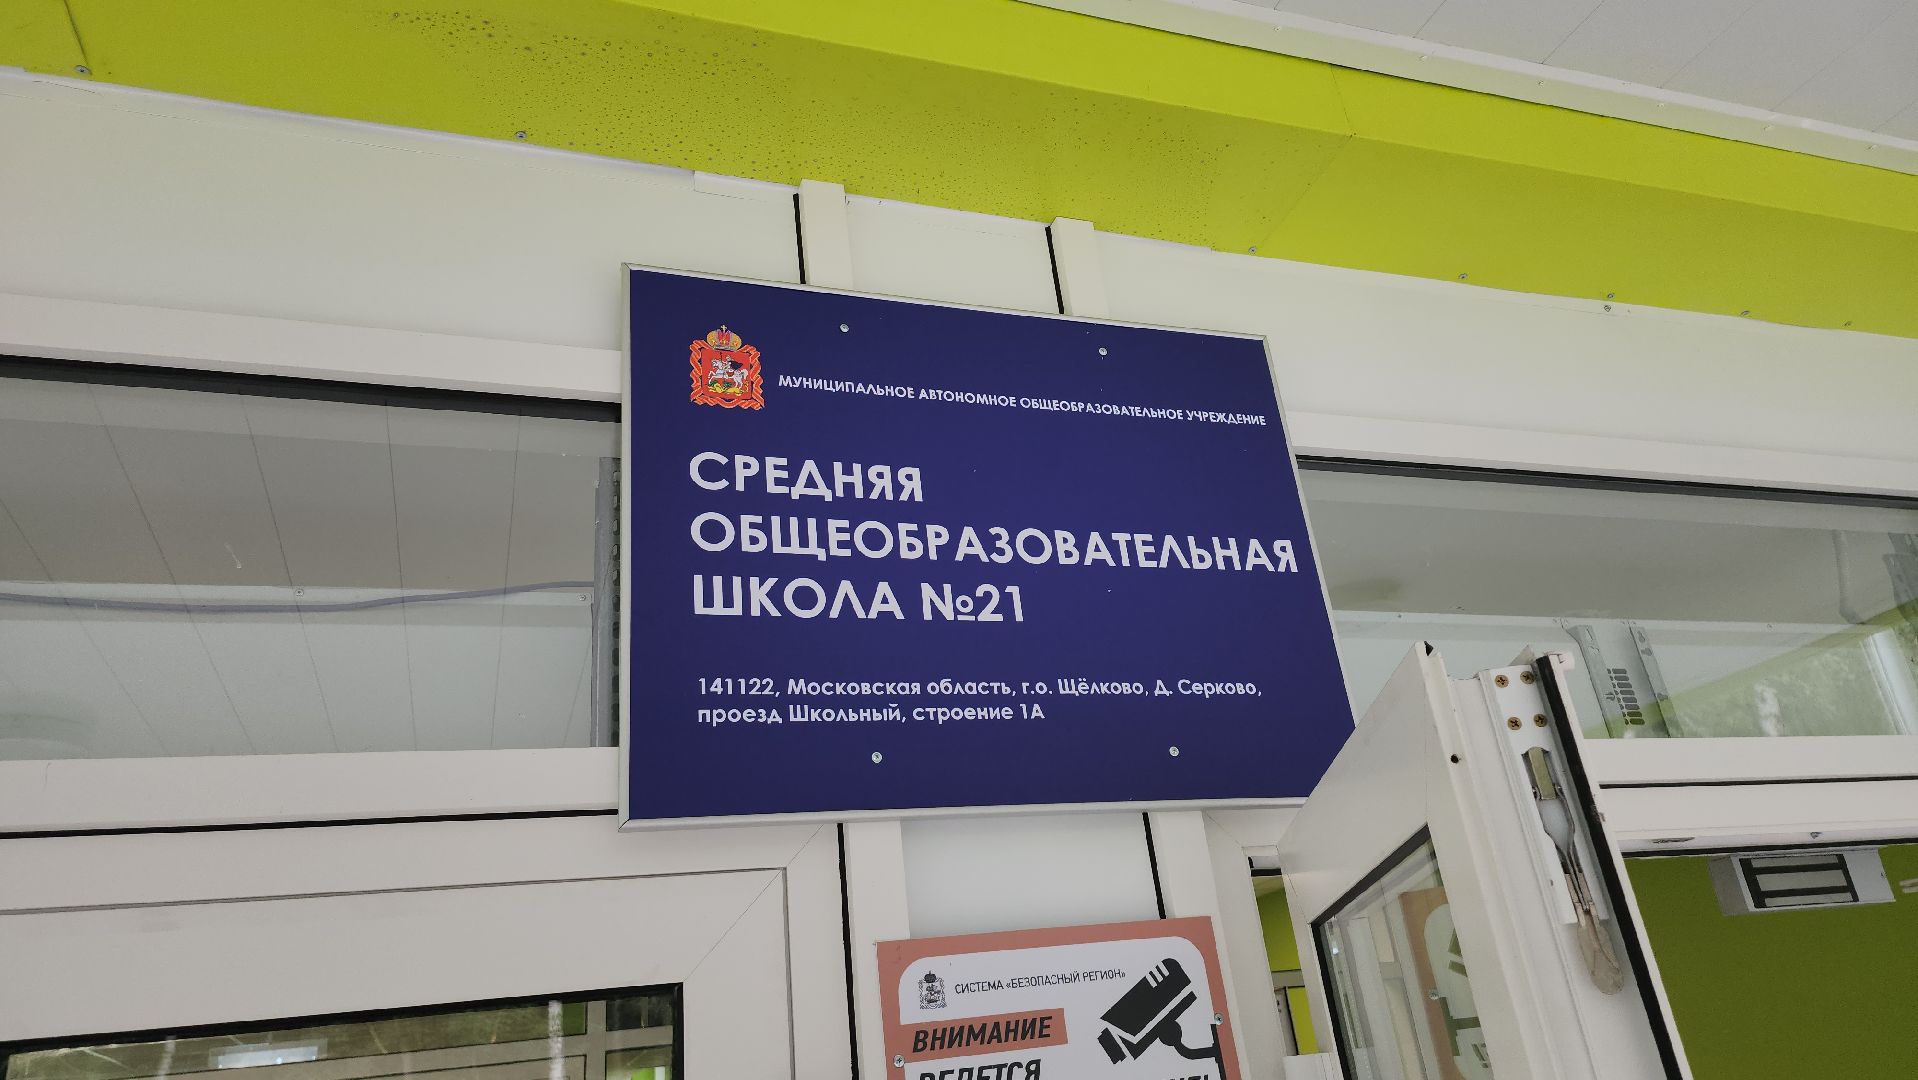 МУНИЦИПАЛЬНОЕ АВТОНОМНОЕ ОБЩЕОБРАЗОВАТЕЛЬНОЕ УЧРЕЖДЕНИЕ
СРЕДНЯЯ
ОБЩЕОБРАЗОВАТЕЛЬНАЯ
ШКОЛА №21
141122, Московская область, г.о. Щёлково, Д. Серково,
проезд Школьный, строение 1А
СИСТЕМА «БЕЗОПАСНЫЙ РЕГИОН»
ВНИМАНИЕ
ВЕДЕТСЯ